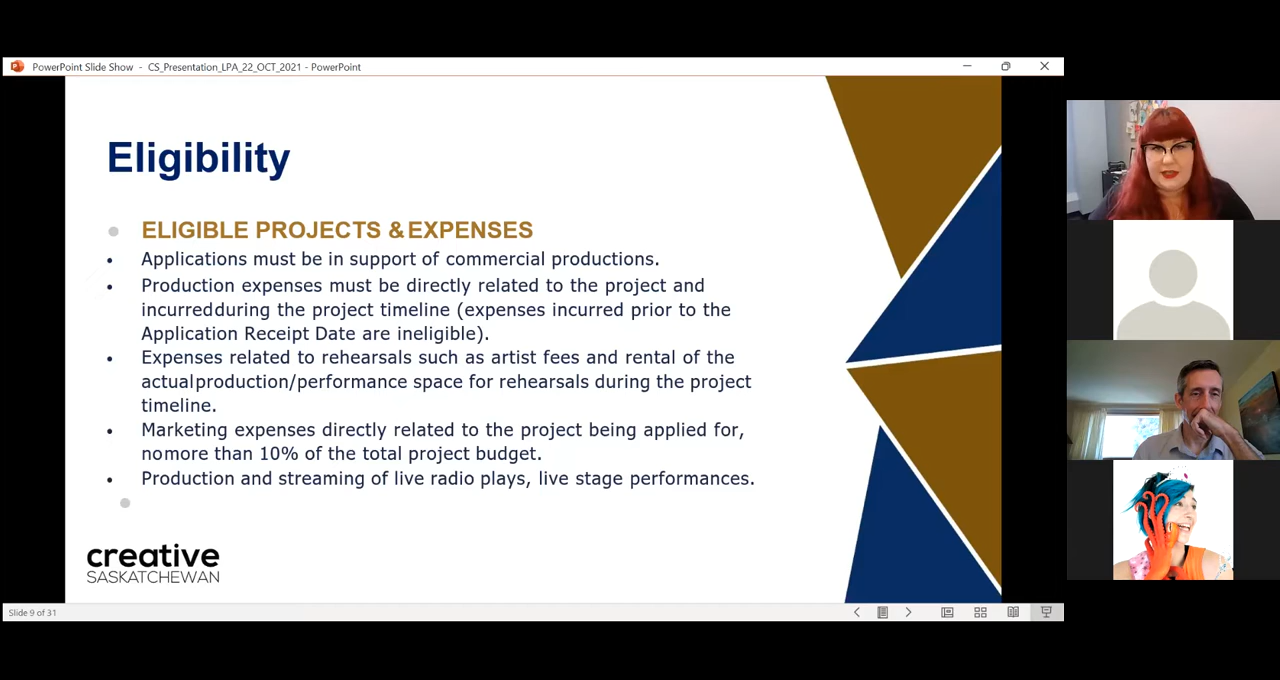 PowerPoint Slide Show - CS_Presentation_LPA_22_OCT_2021 - PowerPoint
Eligibility
ELIGIBLE PROJECTS &EXPENSES
Applications must be in support of commercial productions.
Production expenses must be directly related to the project and
incurredduring the project timeline (expenses incurred prior to the
Application Receipt Date are ineligible).
Expenses related to rehearsals such as artist fees and rental of the
actualproduction/performance space for rehearsals during the project
timeline.
Marketing expenses directly related to the project being applied for,
nomore than 10% of the total project budget.
Production and streaming of live radio plays, live stage performances.
creative
SASKATCHEWAN
Slide 9 of 31